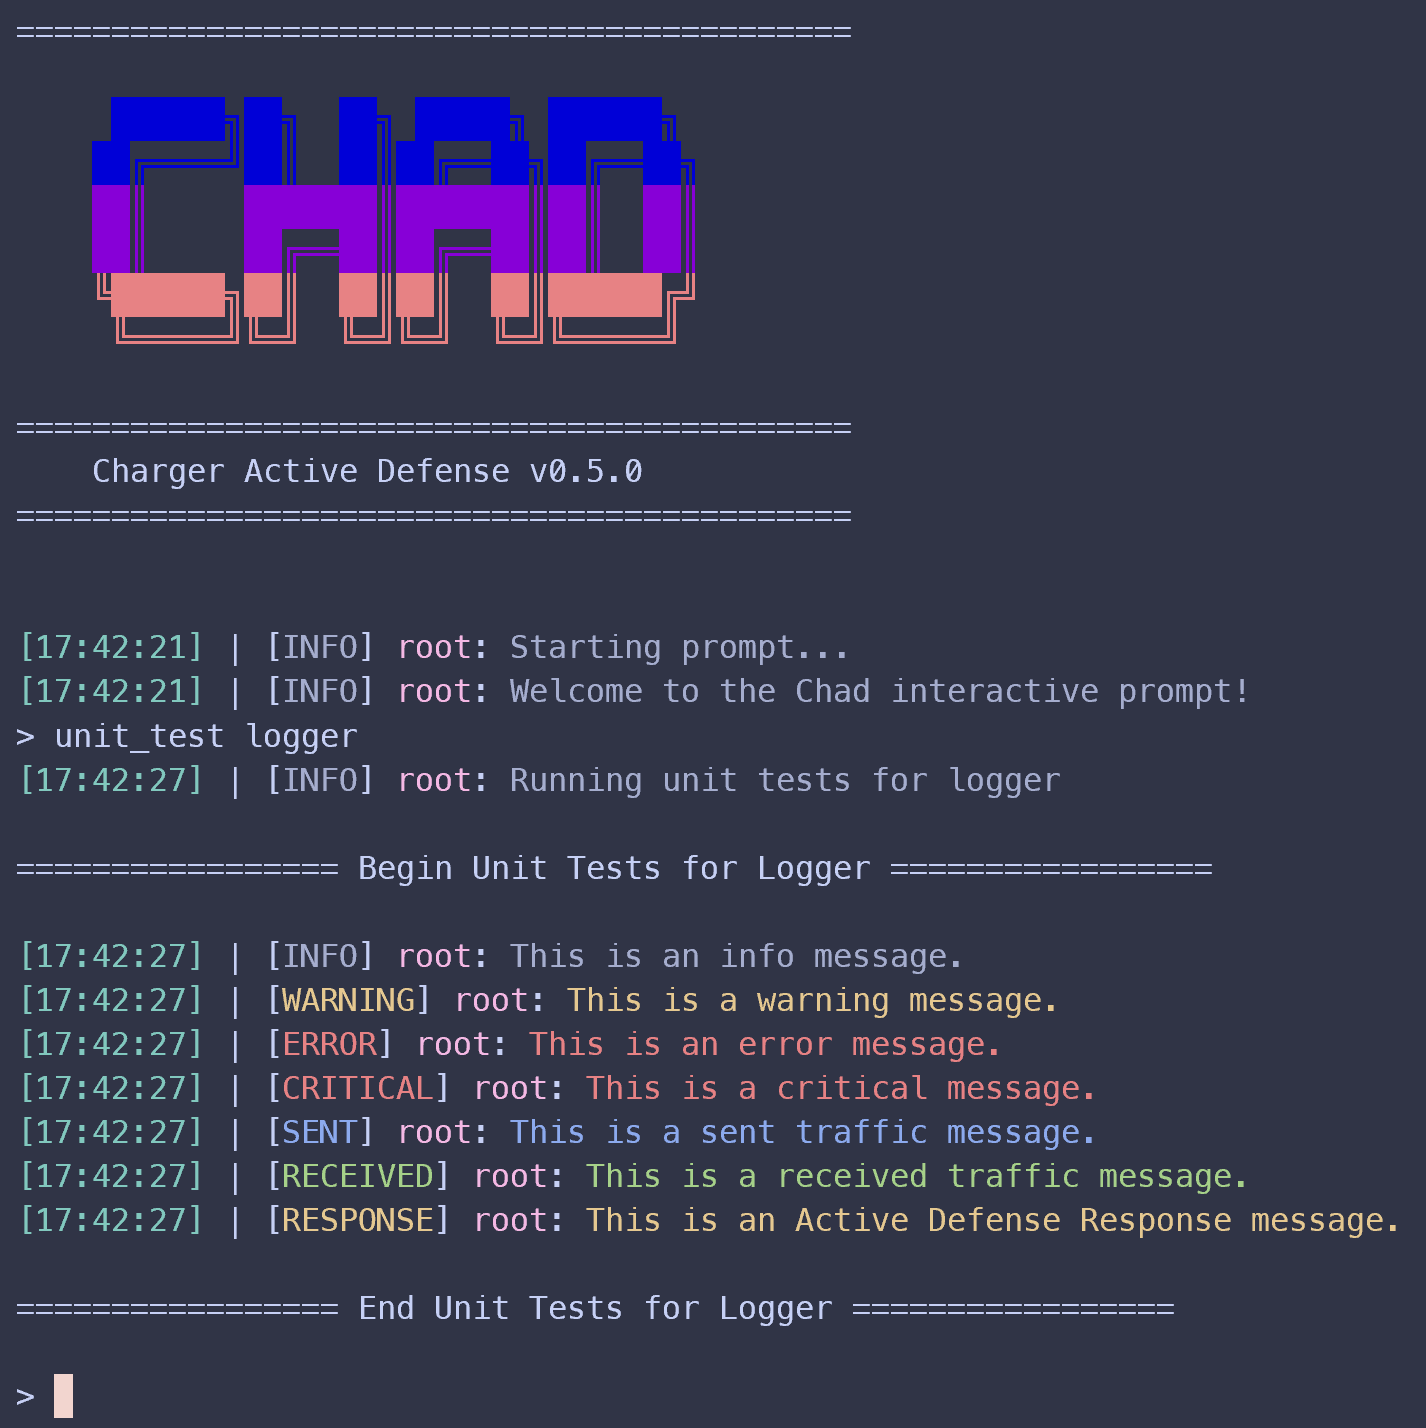 ============================================
CHAD
============================================
    Charger Active Defense v0.5.0
============================================
[17:42:21] | [INFO] root: Starting prompt...
[17:42:21] | [INFO] root: Welcome to the Chad interactive prompt!
> unit_test logger
[17:42:27] | [INFO] root: Running unit tests for logger
================= Begin Unit Tests for Logger =================
[17:42:27] | [INFO] root: This is an info message.
[17:42:27] | [WARNING] root: This is a warning message.
[17:42:27] | [ERROR] root: This is an error message.
[17:42:27] | [CRITICAL] root: This is a critical message.
[17:42:27] | [SENT] root: This is a sent traffic message.
[17:42:27] | [RECEIVED] root: This is a received traffic message.
[17:42:27] | [RESPONSE] root: This is an Active Defense Response message.
================= End Unit Tests for Logger =================
>